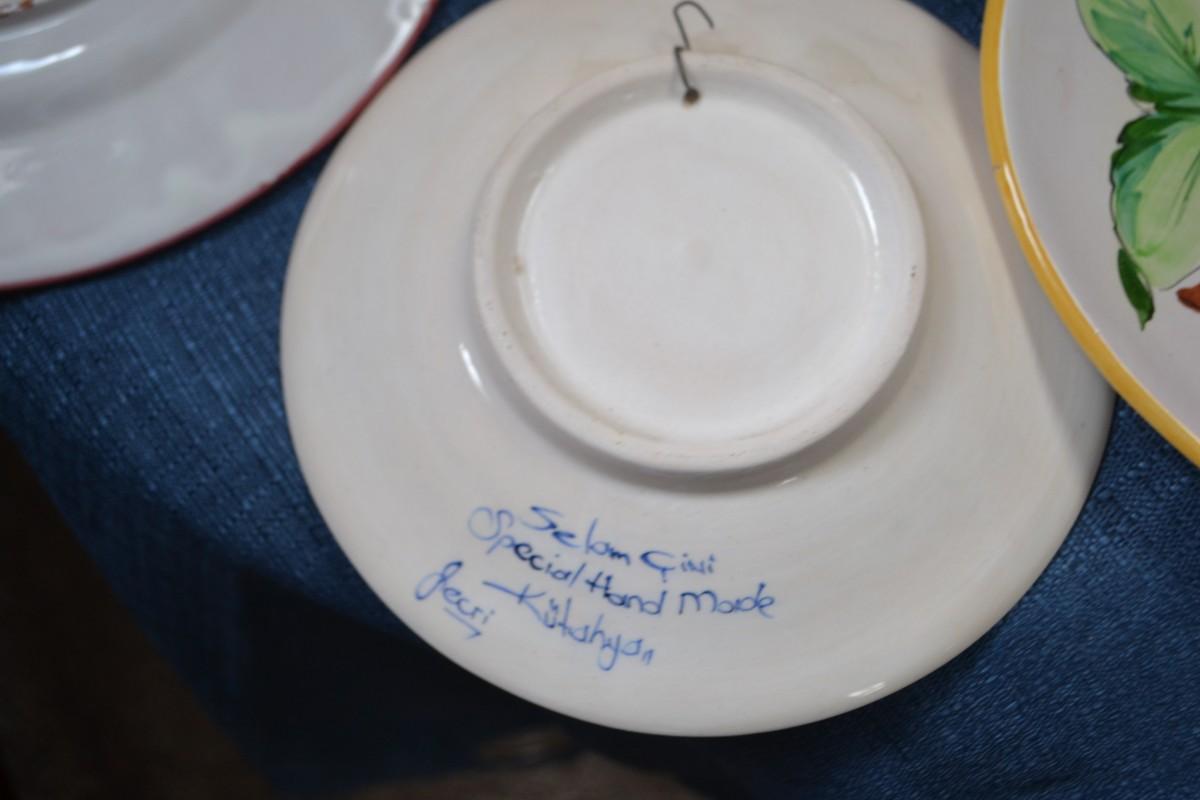 Selam Çini
Special Hand Made
Kütahya